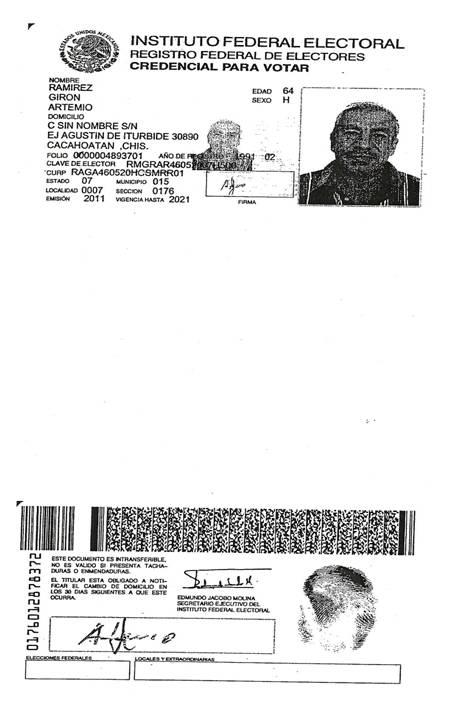 ESTADOS UNIDOS MEXICANOS
INSTITUTO FEDERAL ELECTORAL
REGISTRO FEDERAL DE ELECTORES
CREDENCIAL PARA VOTAR
NOMBRE
RAMIREZ
GIRON
ARTEMIO
EDAD 64
SEXO H
DOMICILIO
C SIN NOMBRE S/N
EJ AGUSTIN DE ITURBIDE 30890
CACAHOATAN ,CHIS.
FOLIO 0000004893701 AÑO DE REGISTRO 1991 02
CLAVE DE ELECTOR
CURP RAGA460520HCSMRR01
ESTADO 07 MUNICIPIO 015
LOCALIDAD 0007 SECCION 0176
EMISIÓN 2011 VIGENCIA HASTA 2021
FIRMA
ESTE DOCUMENTO ES INTRANSFERIBLE,
NO ES VALIDO SI PRESENTA TACHA-
DURAS O ENMENDADURAS.
EL TITULAR ESTA OBLIGADO A NOTI-
FICAR EL CAMBIO DE DOMICILIO EN
LOS 30 DIAS SIGUIENTES A QUE ESTE
OCURRA.
EDMUNDO JACOBO MOLINA
SECRETARIO EJECUTIVO DEL
INSTITUTO FEDERAL ELECTORAL
ELECCIONES FEDERALES
LOCALES Y EXTRAORDINARIAS